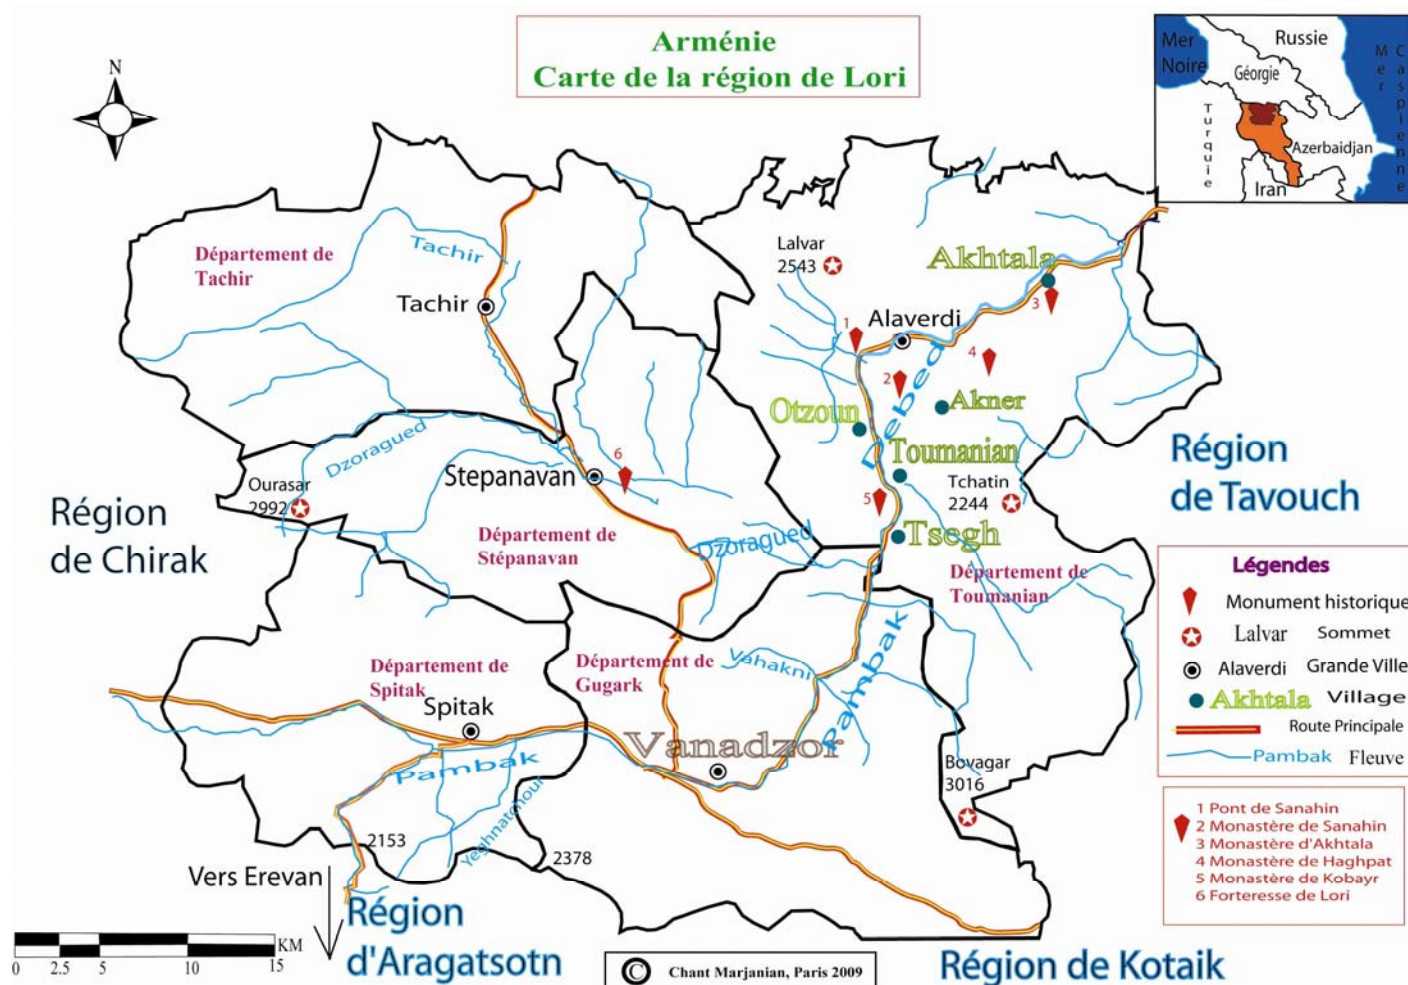 Arménie
Carte de la région de Lori
N
Mer
Noire
Russie
Géorgie
Turquie
Azerbaidjan
Iran
Mer Caspienne
Département de
Tachir
Tachir
Tachir
Lalvar
2543
Akhtala
3
1
Alaverdi
4
2
Debed
Akner
Otzoun
Toumanian
Dzoragued
6
Stepanavan
Ourasar
2992
5
Tchatin
2244
Région
de Tavouch
Région
de Chirak
Département de
Stépanavan
Dzoragued
Tsegh
Département de
Toumanian
Département de
Spitak
Département de
Gugark
Vahakni
Pambak
Spitak
Pambak
Vanadzor
Bovagar
3016
Yeghnatchour
2153
2378
Vers Erevan
Région
d'Aragatsotn
Région de Kotaik
Légendes
Monument historique
Lalvar Sommet
Alaverdi Grande Ville
Akhtala Village
Route Principale
Pambak Fleuve
1 Pont de Sanahin
2 Monastère de Sanahin
3 Monastère d'Akhtala
4 Monastère de Haghpat
5 Monastère de Kobayr
6 Forteresse de Lori
KM
0 2.5 5 10 15
© Chant Marjanian, Paris 2009